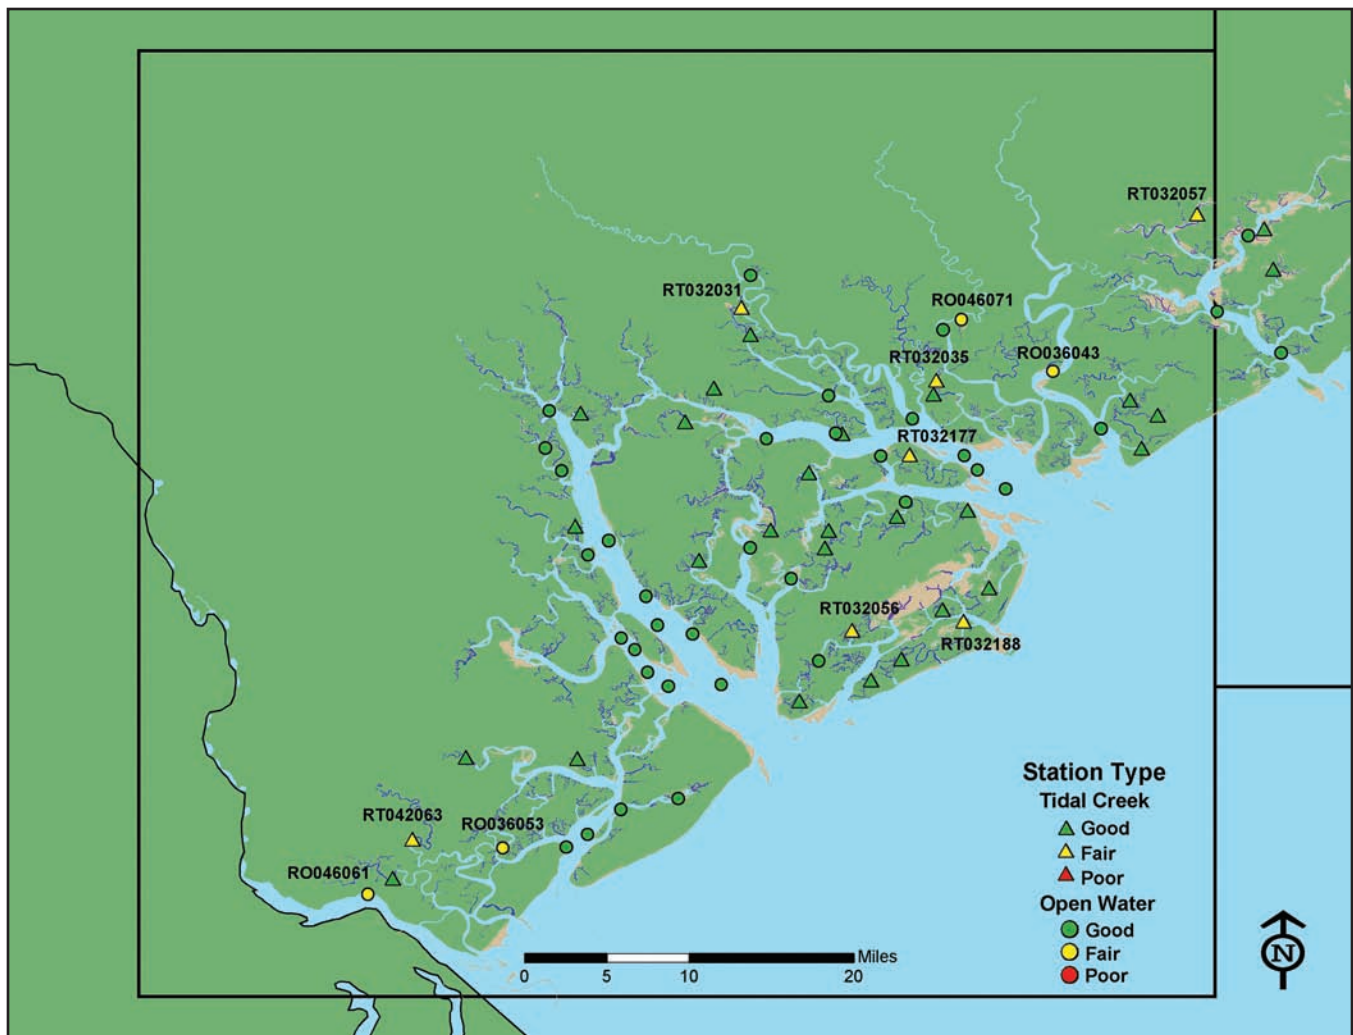 RT032057
RT032031
RO046071
RT032035
RO036043
RT032177
RT032056
RT032188
RT042063
RO036053
RO046061
Station Type
Tidal Creek
Good
Fair
Poor
Open Water
Good
Fair
Poor
Miles
0 5 10 20
N